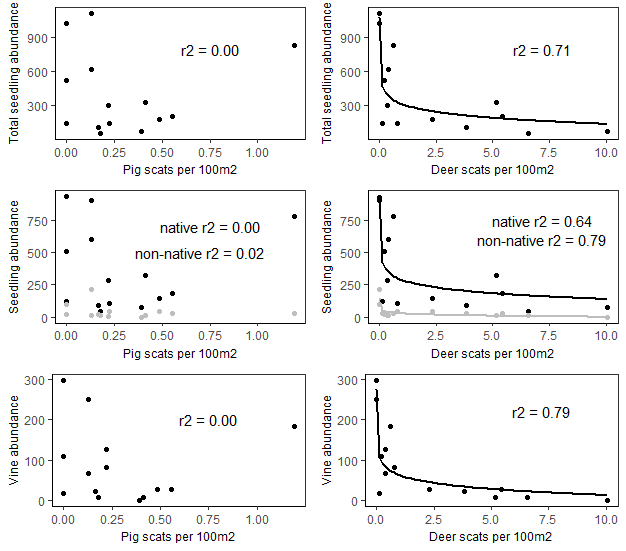 Total seedling abundance
900
600
300
r2 = 0.00
0.00 0.25 0.50 0.75 1.00
Pig scats per 100m2
Total seedling abundance
900
600
300
r2 = 0.71
0.0 2.5 5.0 7.5 10.0
Deer scats per 100m2
Seedling abundance
750
500
250
0
native r2 = 0.00
non-native r2 = 0.02
0.00 0.25 0.50 0.75 1.00
Pig scats per 100m2
Seedling abundance
750
500
250
0
native r2 = 0.64
non-native r2 = 0.79
0.0 2.5 5.0 7.5 10.0
Deer scats per 100m2
Vine abundance
300
200
100
0
r2 = 0.00
0.00 0.25 0.50 0.75 1.00
Pig scats per 100m2
Vine abundance
300
200
100
0
r2 = 0.79
0.0 2.5 5.0 7.5 10.0
Deer scats per 100m2